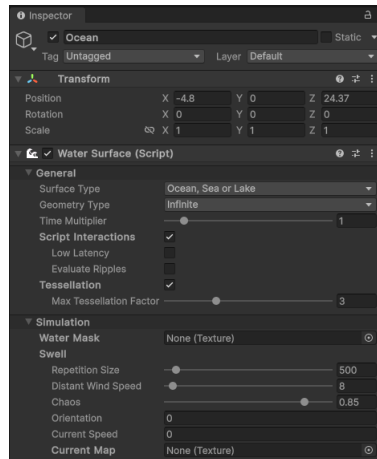 Inspector
Ocean Static
Tag Untagged Layer Default
Transform
Position X -4.8 Y 0 Z 24.37
Rotation X 0 Y 0 Z 0
Scale X 1 Y 1 Z 1
Water Surface (Script)
General
Surface Type Ocean, Sea or Lake
Geometry Type Infinite
Time Multiplier 1
Script Interactions
Low Latency
Evaluate Ripples
Tessellation
Max Tessellation Factor 3
Simulation
Water Mask None (Texture)
Swell
Repetition Size 500
Distant Wind Speed 8
Chaos 0.85
Orientation 0
Current Speed 0
Current Map None (Texture)